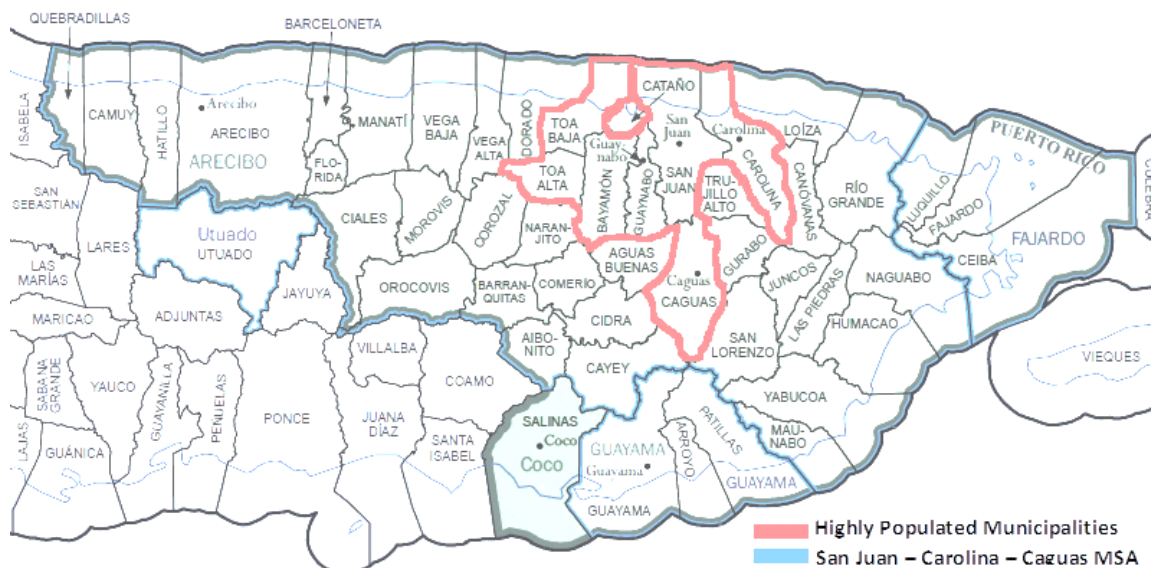 QUEBRADILLAS
BARCELONETA
ISABELA
CAMUY
HATILLO
Arecibo
ARECIBO
ARECIBO
MANATÍ
FLO-
RIDA
VEGA
BAJA
VEGA
ALTA
DORADO
TOA
BAJA
TOA
ALTA
CATAÑO
San
Juan
SAN
JUAN
Guay-
nabo
BAYAMÓN
GUAYNABO
Carolina
CAROLINA
TRU-
JILLO
ALTO
LOÍZA
CANÓVANAS
RÍO
GRANDE
LUQUILLO
FAJARDO
PUERTO RICO
FAJARDO
CEIBA
CULEBRA
SAN
SEBASTIÁN
LARES
Utuado
UTUADO
CIALES
MOROVIS
COROZAL
NARAN-
JITO
AGUAS
BUENAS
Caguas
CAGUAS
GURABO
JUNCOS
LAS PIEDRAS
NAGUABO
HUMACAO
LAS
MARÍAS
MARICAO
ADJUNTAS
JAYUYA
OROCOVIS
BARRAN-
QUITAS
COMERÍO
CIDRA
AIBO-
NITO
CAYEY
SAN
LORENZO
YABUCOA
MAU-
NABO
VIEQUES
SABANA
GRANDE
YAUCO
GUAYANILLA
PEÑUELAS
PONCE
VILLALBA
JUANA
DÍAZ
COAMO
SANTA
ISABEL
SALINAS
Coco
Coco
GUAYAMA
Guayama
GUAYAMA
ARROYO
PATILLAS
GUAYAMA
LAJAS
GUÁNICA
Highly Populated Municipalities
San Juan – Carolina – Caguas MSA